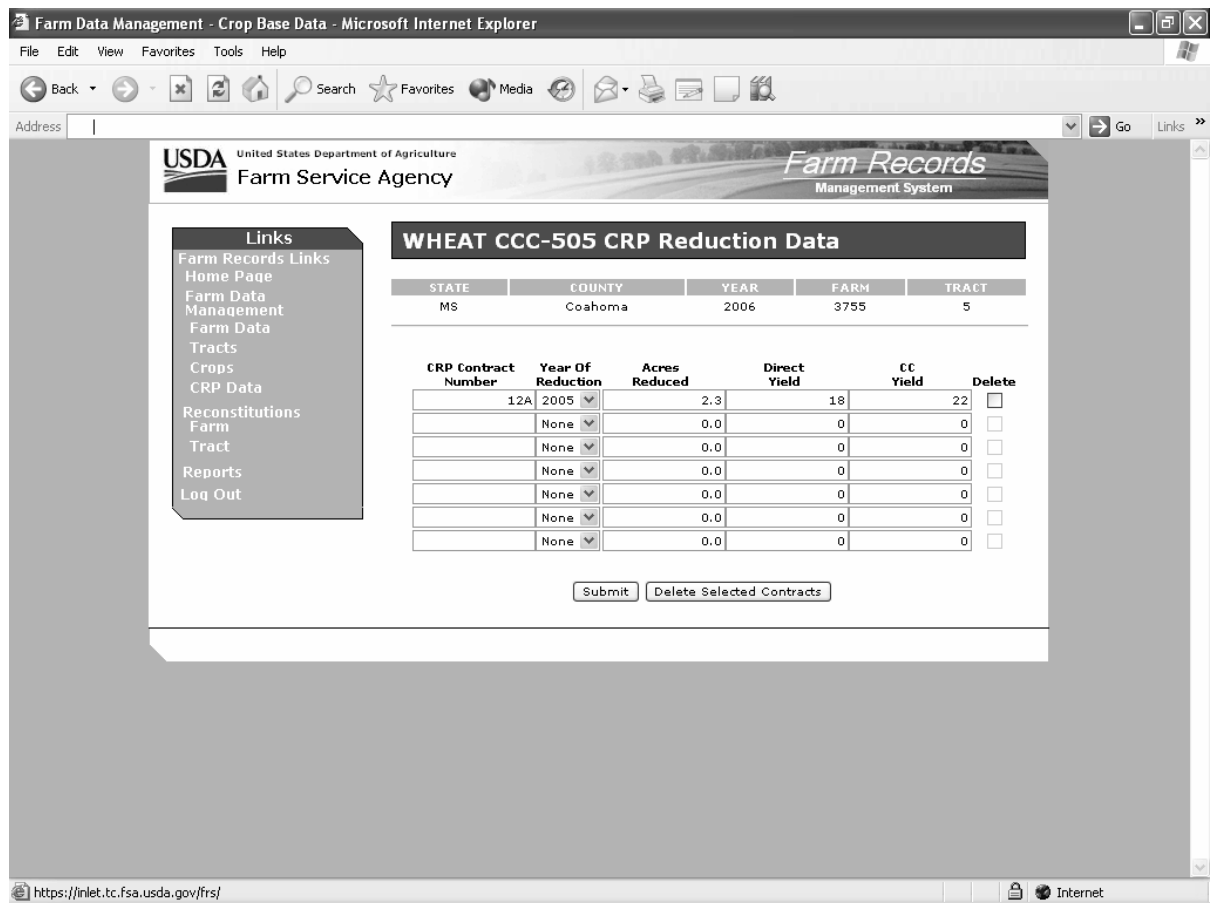 Farm Data Management - Crop Base Data - Microsoft Internet Explorer
File Edit View Favorites Tools Help
Back Search Favorites Media
Address Go Links »
USDA United States Department of Agriculture
Farm Service Agency
Farm Records
Management System
Links
Farm Records Links
Home Page
Farm Data
Management
Farm Data
Tracts
Crops
CRP Data
Reconstitutions
Farm
Tract
Reports
Log Out
WHEAT CCC-505 CRP Reduction Data
STATE COUNTY YEAR FARM TRACT
MS Coahoma 2006 3755 5
CRP Contract Year Of Acres Direct CC
Number Reduction Reduced Yield Yield Delete
12A 2005 2.3 18 22
None 0.0 0 0
None 0.0 0 0
None 0.0 0 0
None 0.0 0 0
None 0.0 0 0
None 0.0 0 0
Submit Delete Selected Contracts
https://inlet.tc.fsa.usda.gov/frs/ Internet